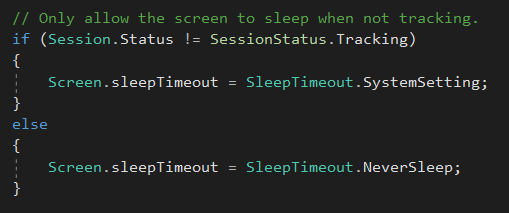 // Only allow the screen to sleep when not tracking.
if (Session.Status != SessionStatus.Tracking)
{
Screen.sleepTimeout = SleepTimeout.SystemSetting;
}
else
{
Screen.sleepTimeout = SleepTimeout.NeverSleep;
}